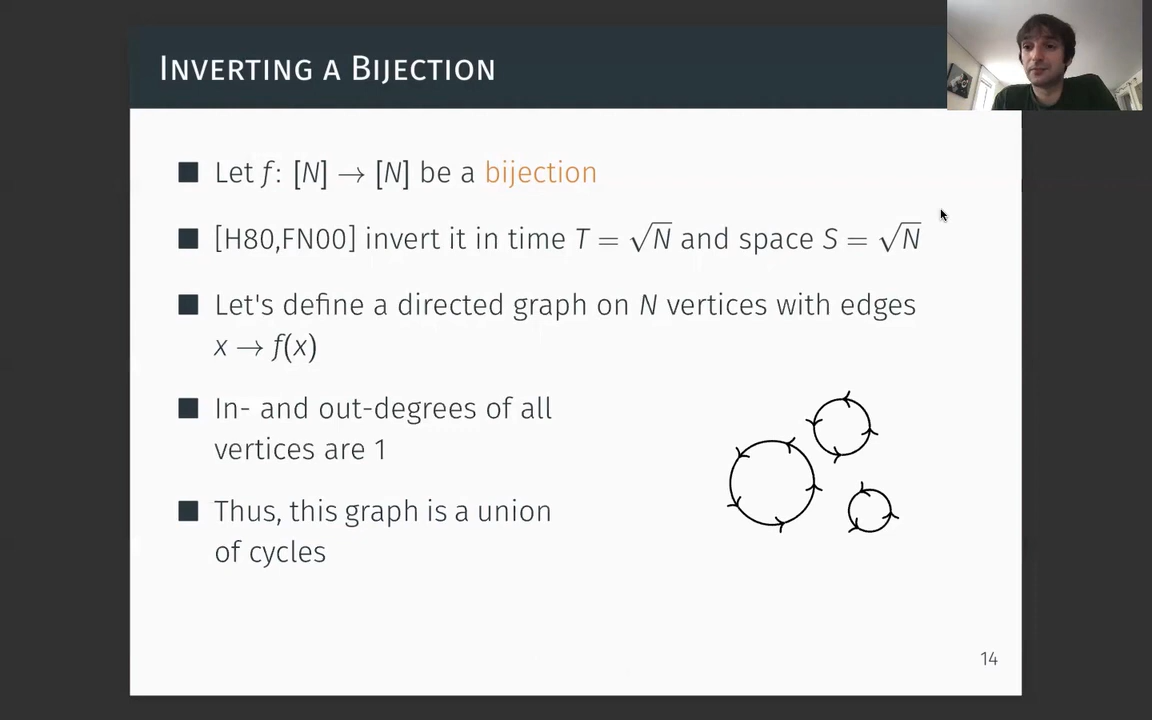 INVERTING A BIJECTION
Let f: [N] → [N] be a bijection
[H80,FN00] invert it in time T = √N and space S = √N
Let's define a directed graph on N vertices with edges
x → f(x)
In- and out-degrees of all
vertices are 1
Thus, this graph is a union
of cycles
14